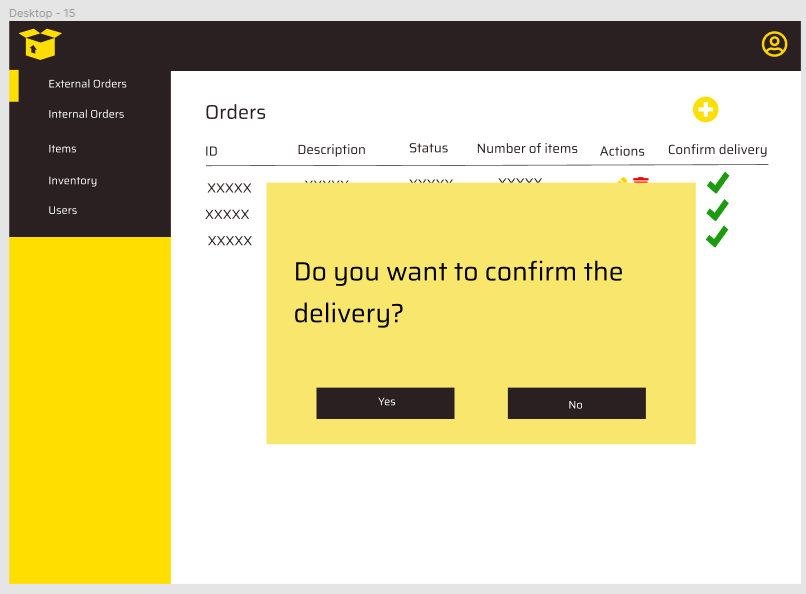 Desktop – 15
External Orders
Internal Orders
Items
Inventory
Users
Orders
ID Description Status Number of items Actions Confirm delivery
XXXXX XXXXX XXXXX XXXXX
XXXXX
XXXXX
Do you want to confirm the
delivery?
Yes No